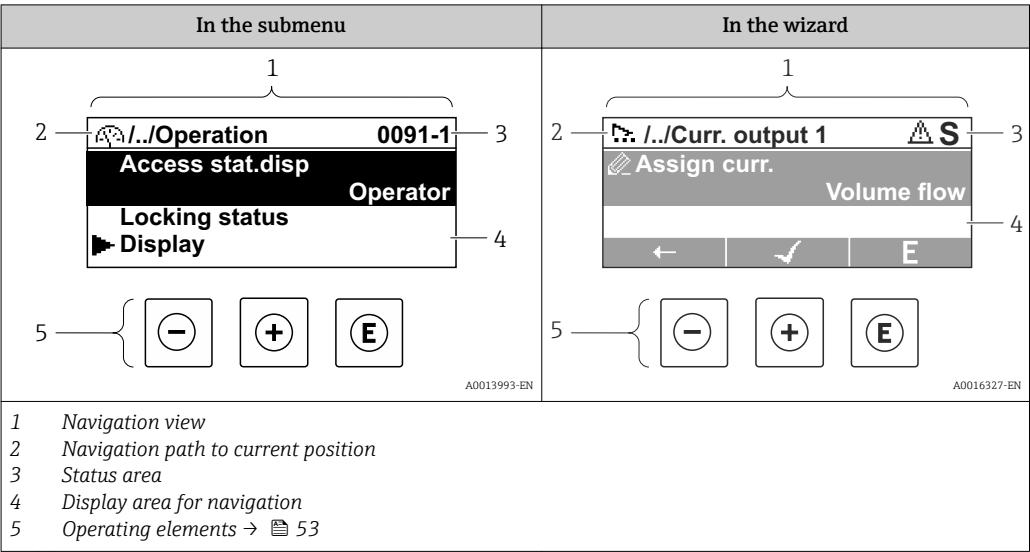 In the submenu
In the wizard
1
2
/../Operation 0091-1
3
Access stat.disp
Operator
Locking status
Display
4
5
- + E
A0013993-EN
1
2
/../Curr. output 1 S
3
Assign curr.
Volume flow
4
← ✓ E
5
- + E
A0016327-EN
1 Navigation view
2 Navigation path to current position
3 Status area
4 Display area for navigation
5 Operating elements → 53